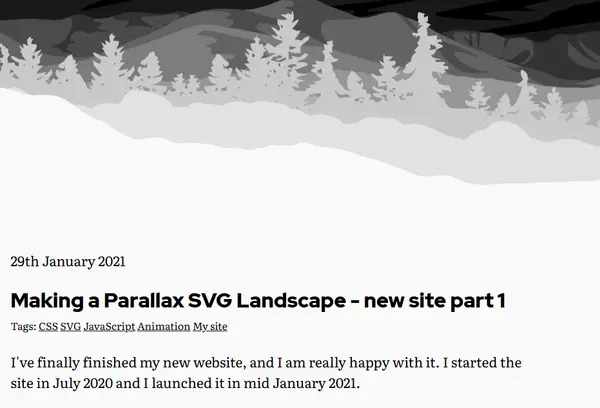 29th January 2021
Making a Parallax SVG Landscape - new site part 1
Tags: CSS SVG JavaScript Animation My site
I've finally finished my new website, and I am really happy with it. I started the
site in July 2020 and I launched it in mid January 2021.